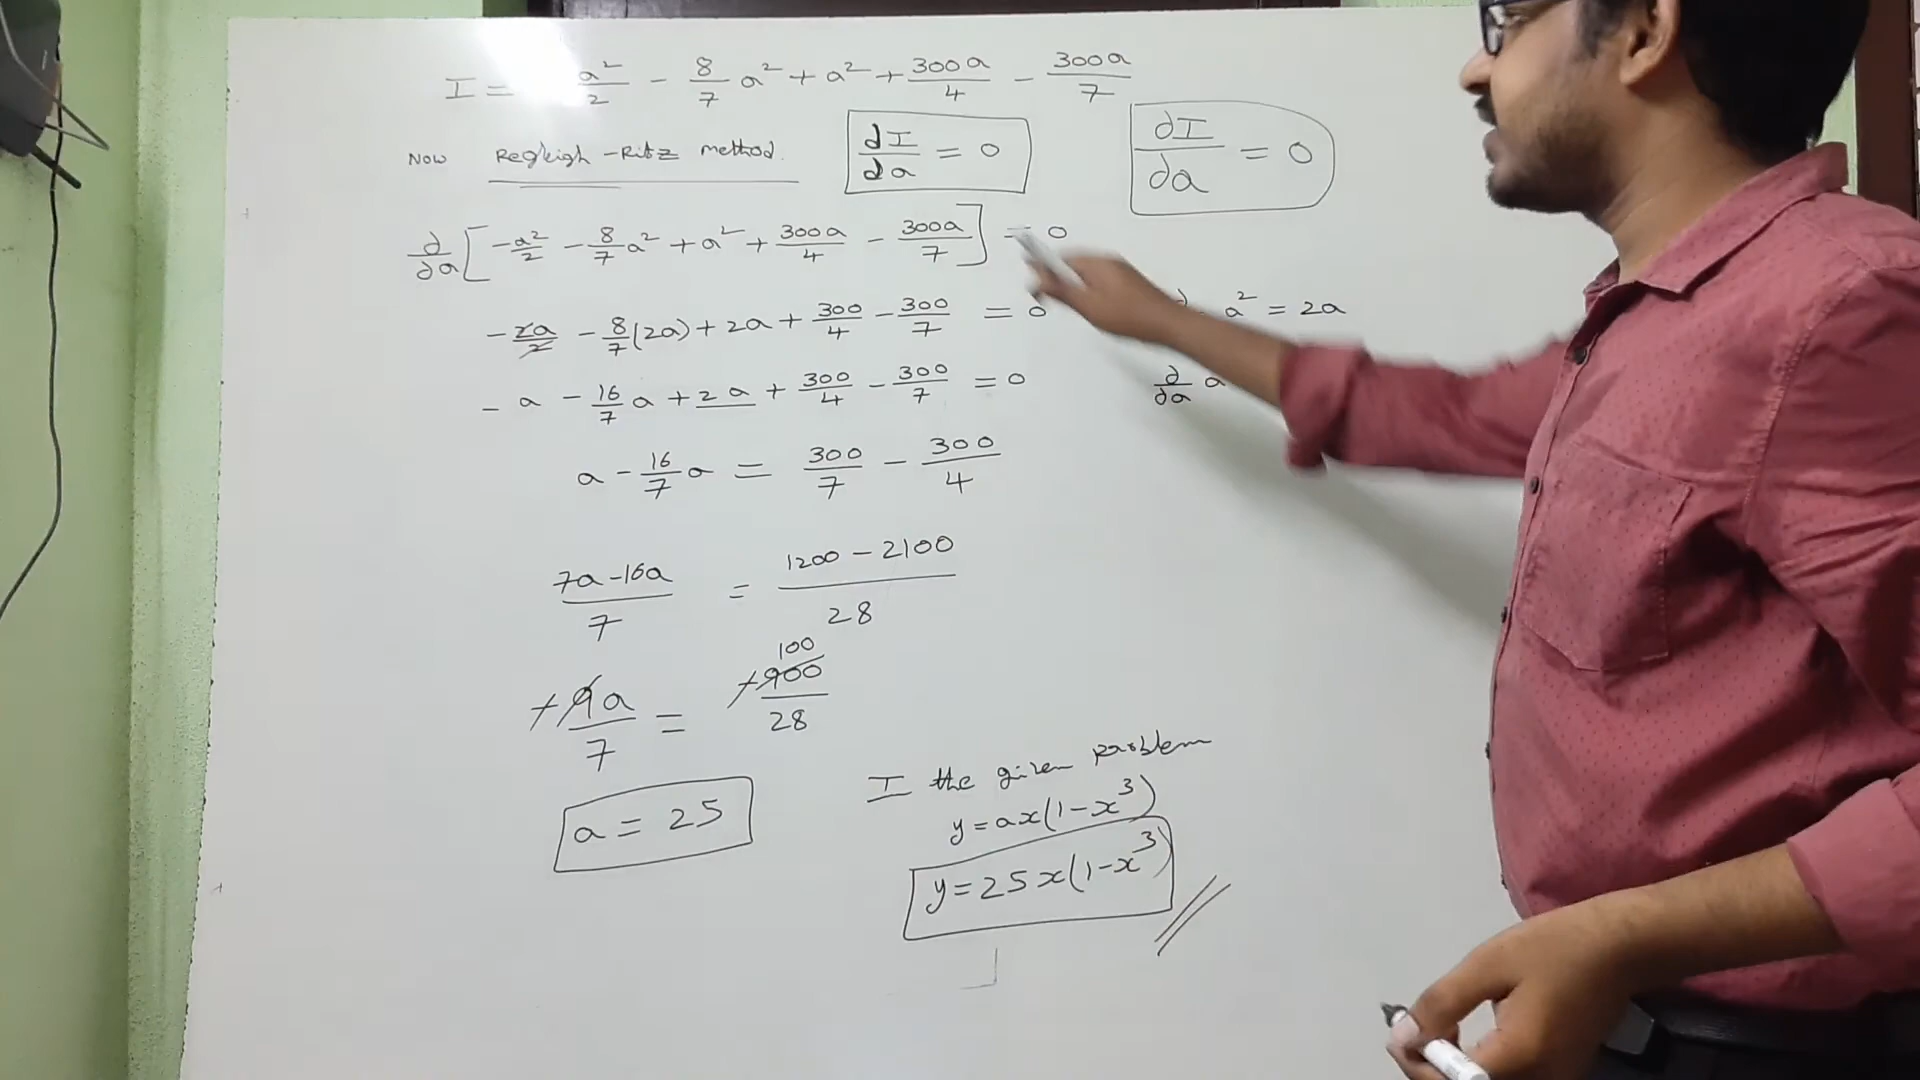 I = a²/2 - 8/7 a² + a² + 300a/4 - 300a/7
Now Regleigh-Ritz method. ∂I/∂a = 0 ∂I/∂a = 0
∂/∂a [-a²/2 - 8/7 a² + a² + 300a/4 - 300a/7] = 0
-2a/2 - 8/7 (2a) + 2a + 300/4 - 300/7 = 0
a² = 2a
-a - 16/7 a + 2a + 300/4 - 300/7 = 0
∂/∂a a
a - 16/7 a = 300/7 - 300/4
7a - 16a/7 = 1200 - 2100/28
100
+9a/7 = +900/28
a = 25
I the given problem
y = ax(1-x³)
y = 25x(1-x³)